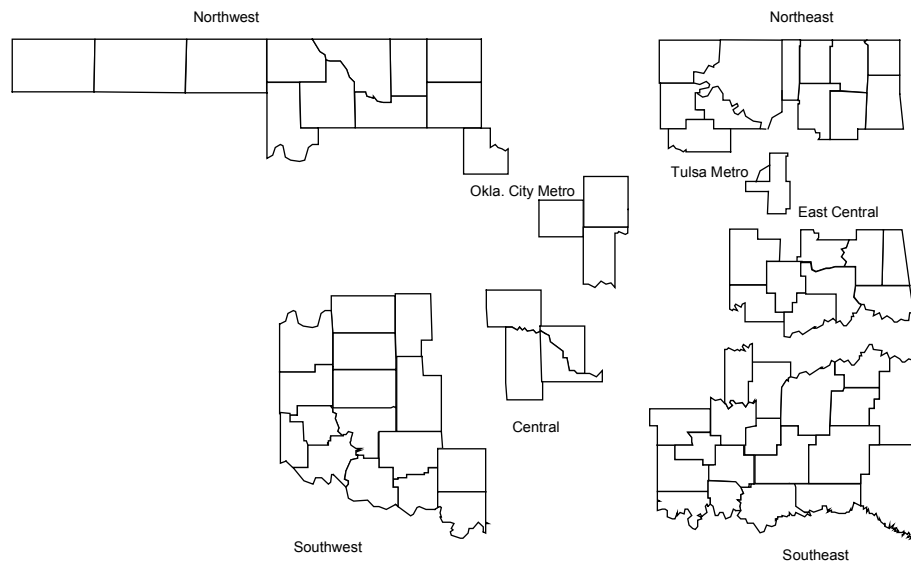 Northwest
Northeast
Tulsa Metro
Okla. City Metro
East Central
Central
Southwest
Southeast